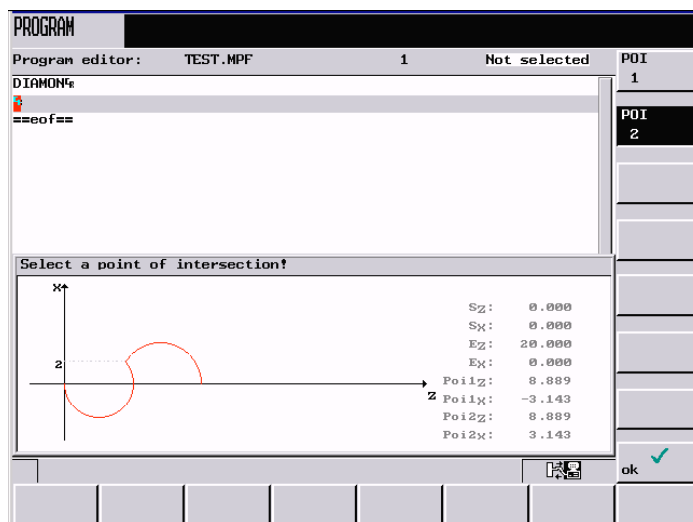 PROGRAM
Program editor: TEST.MPF 1 Not selected
DIAMON
==eof==
Select a point of intersection!
X
2
Z
Sz: 0.000
Sx: 0.000
Ez: 20.000
Ex: 0.000
Poi1z: 8.889
Poi1x: -3.143
Poi2z: 8.889
Poi2x: 3.143
POI
1
POI
2
ok